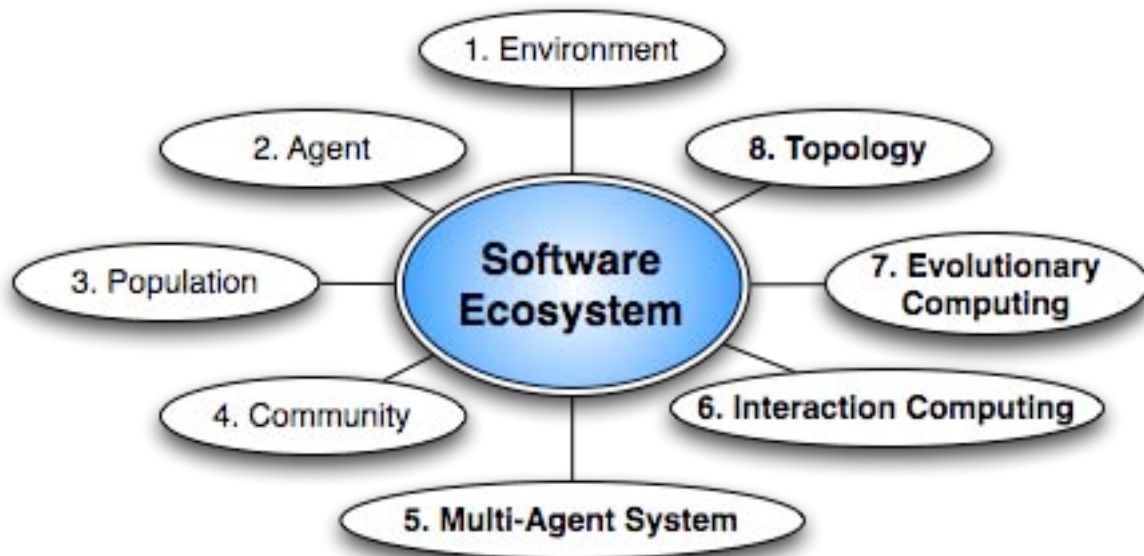 1. Environment
2. Agent
8. Topology
Software
Ecosystem
3. Population
7. Evolutionary
Computing
4. Community
6. Interaction Computing
5. Multi-Agent System